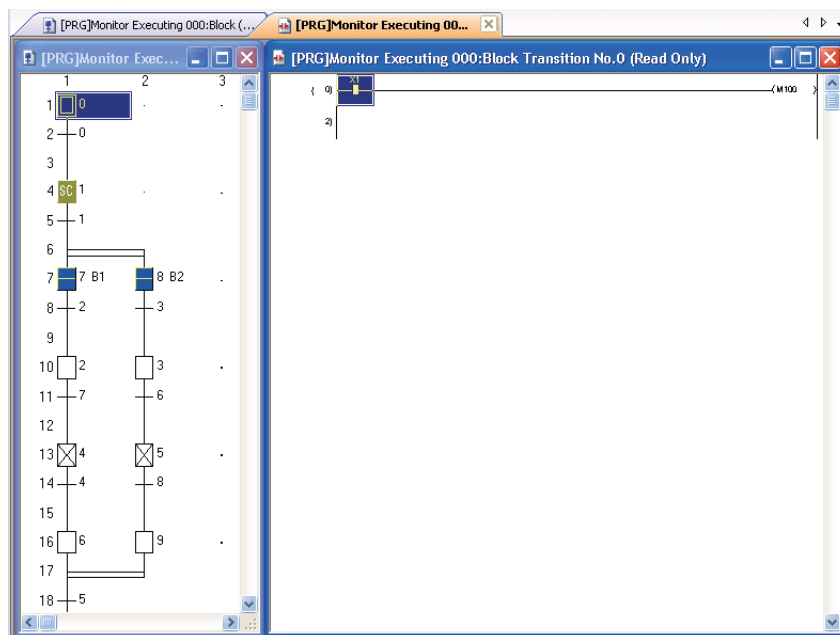 [PRG]Monitor Executing 000:Block (...
[PRG]Monitor Executing 00...
[PRG]Monitor Exec...
1 2 3
1 0
2 0
3
4 SC 1
5 1
6
7 7 B1 8 B2
8 2 3
9
10 2 3
11 7 6
12
13 4 5
14 4 8
15
16 6 9
17
18 5
[PRG]Monitor Executing 000:Block Transition No.0 (Read Only)
X1
( 0) ( M100 )
2)